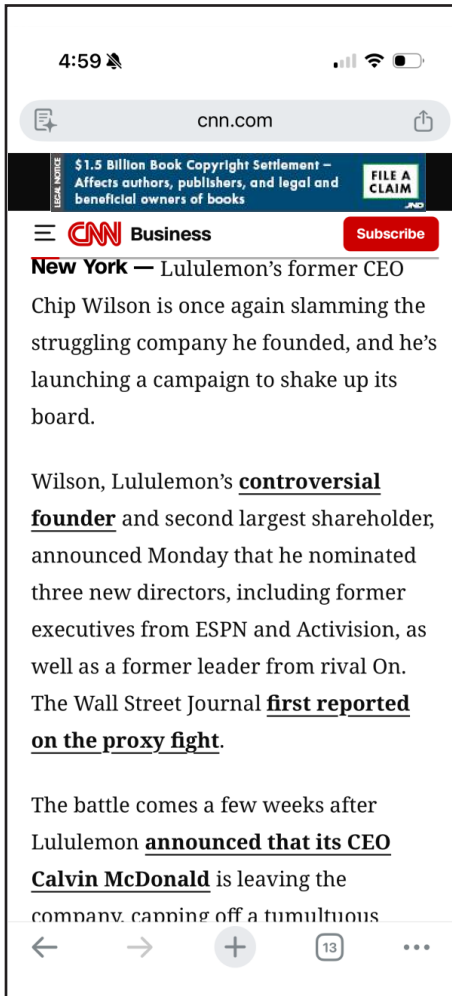 4:59
cnn.com
LEGAL NOTICE
$1.5 Billion Book Copyright Settlement –
Affects authors, publishers, and legal and
beneficial owners of books
FILE A
CLAIM
JND
CNN Business
Subscribe
New York — Lululemon’s former CEO
Chip Wilson is once again slamming the
struggling company he founded, and he’s
launching a campaign to shake up its
board.
Wilson, Lululemon’s controversial
founder and second largest shareholder,
announced Monday that he nominated
three new directors, including former
executives from ESPN and Activision, as
well as a former leader from rival On.
The Wall Street Journal first reported
on the proxy fight.
The battle comes a few weeks after
Lululemon announced that its CEO
Calvin McDonald is leaving the
company, capping off a tumultuous
13